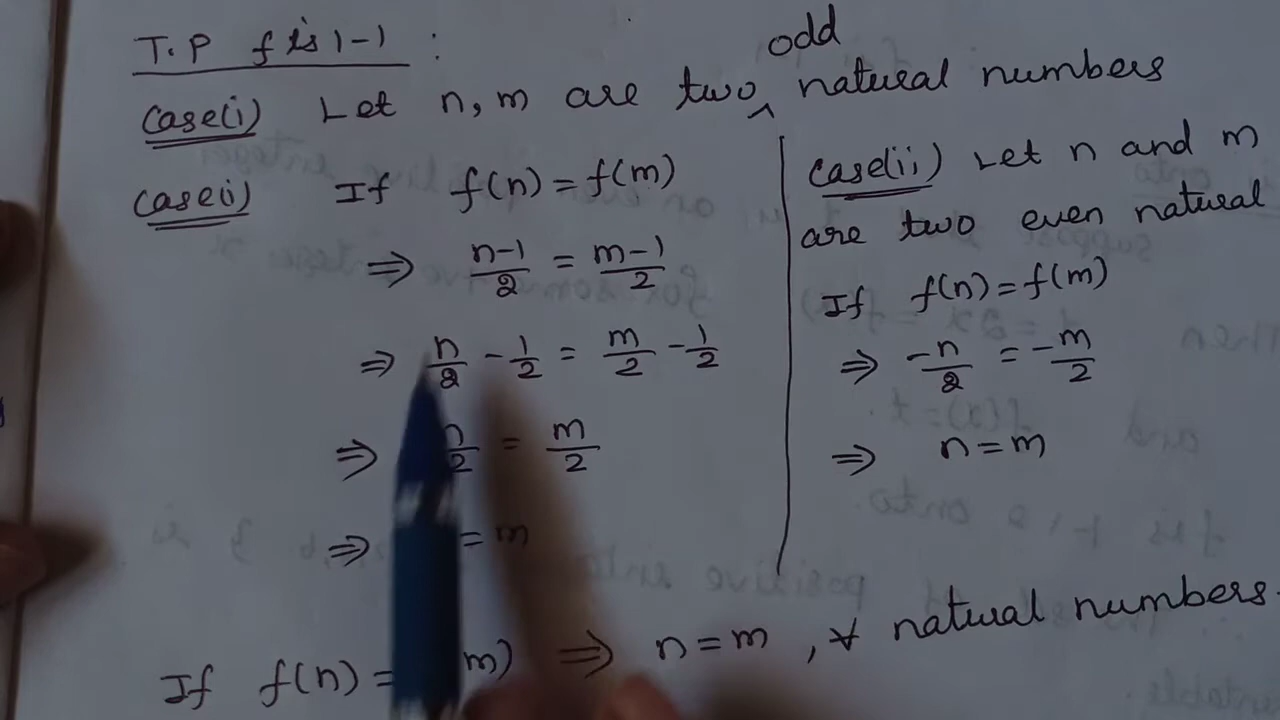 T.P f is 1-1 :
case(i) Let n, m are two odd natural numbers
case(i) If f(n) = f(m)
⇒ n-1/2 = m-1/2
⇒ n/2 - 1/2 = m/2 - 1/2
⇒ n/2 = m/2
⇒ = m
case(ii) Let n and m
are two even natural
If f(n) = f(m)
⇒ -n/2 = -m/2
⇒ n = m
If f(n) = m) ⇒ n = m, ∀ natural numbers.